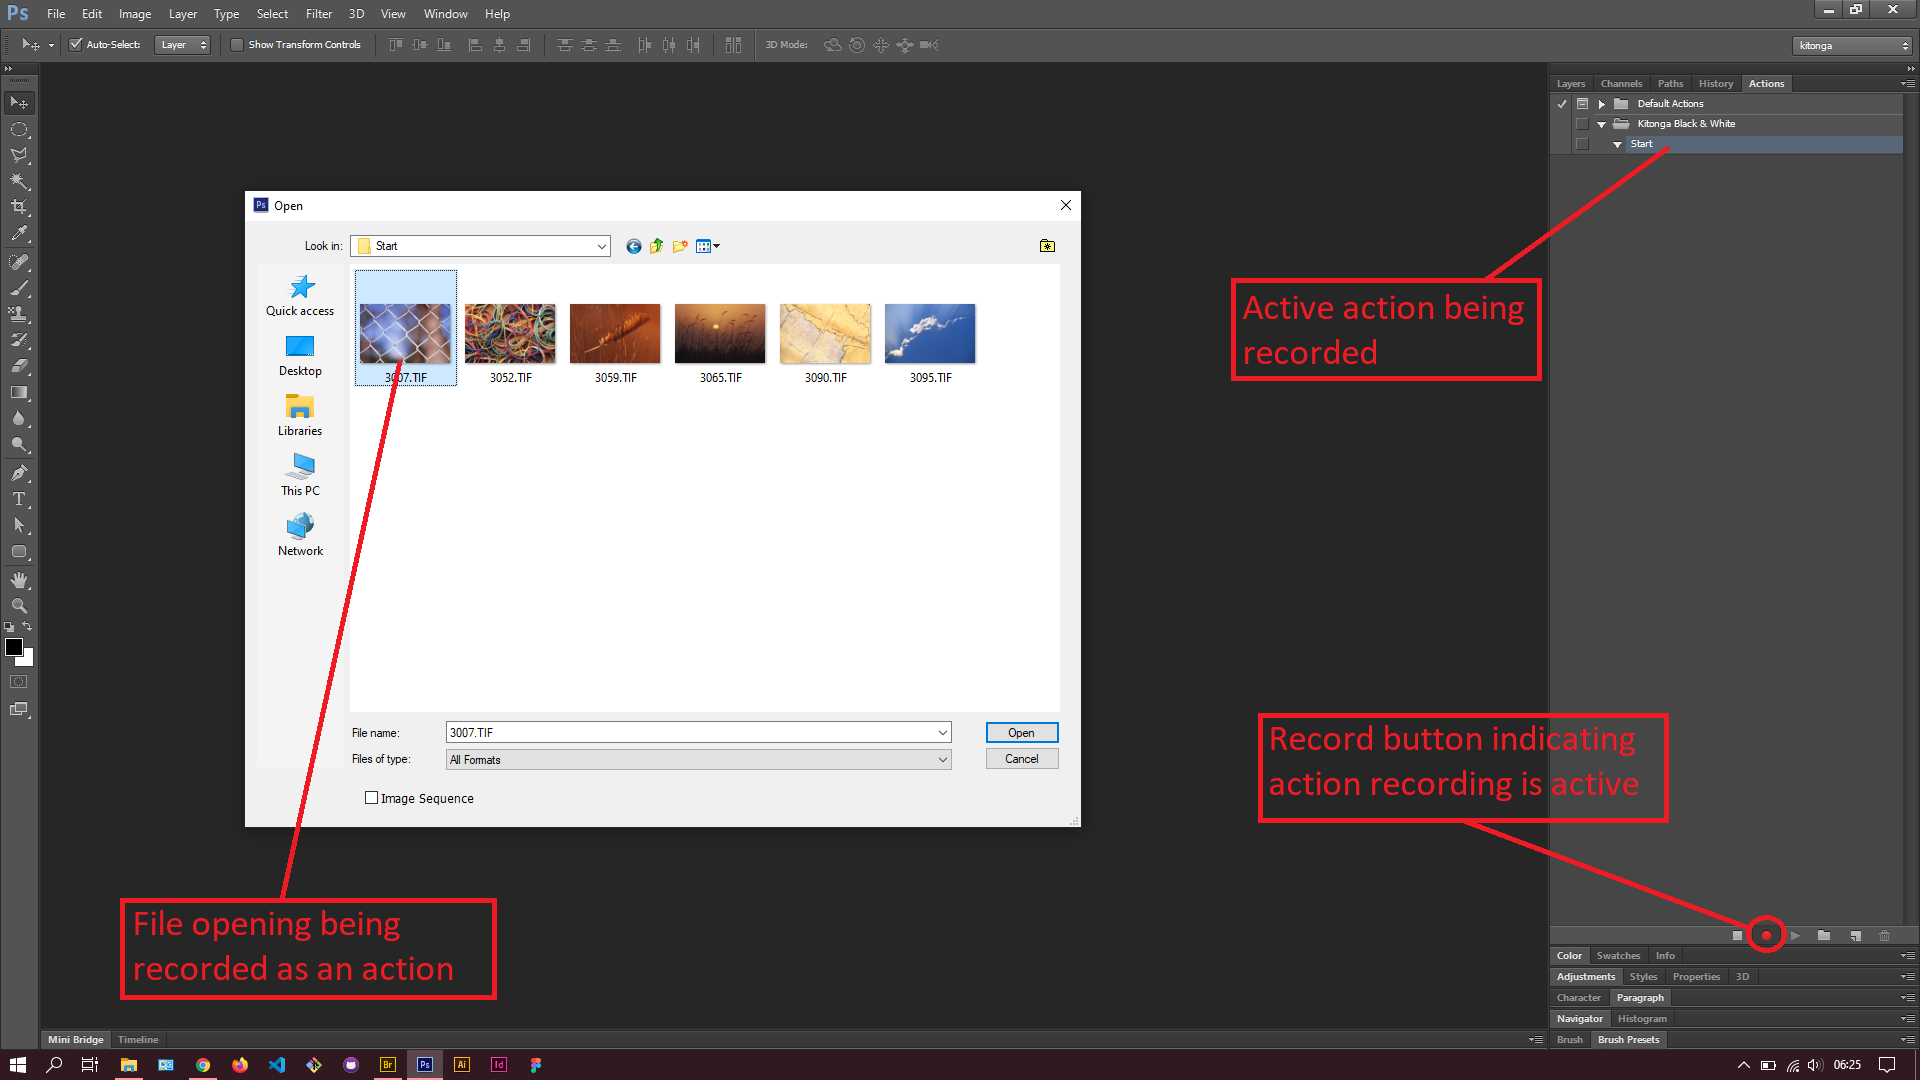 Ps File Edit Image Layer Type Select Filter 3D View Window Help
Auto-Select: Layer Show Transform Controls 3D Mode: kitonga
Layers Channels Paths History Actions
Default Actions
Kitonga Black & White
Start
Ps Open
Look in: Start
Quick access
Desktop
Libraries
This PC
Network
3007.TIF 3052.TIF 3059.TIF 3065.TIF 3090.TIF 3095.TIF
File name: 3007.TIF Open
Files of type: All Formats Cancel
Image Sequence
Active action being
recorded
Record button indicating
action recording is active
File opening being
recorded as an action
Color Swatches Info
Adjustments Styles Properties 3D
Character Paragraph
Navigator Histogram
Brush Brush Presets
Mini Bridge Timeline
Br Ps Ai Id 06:25